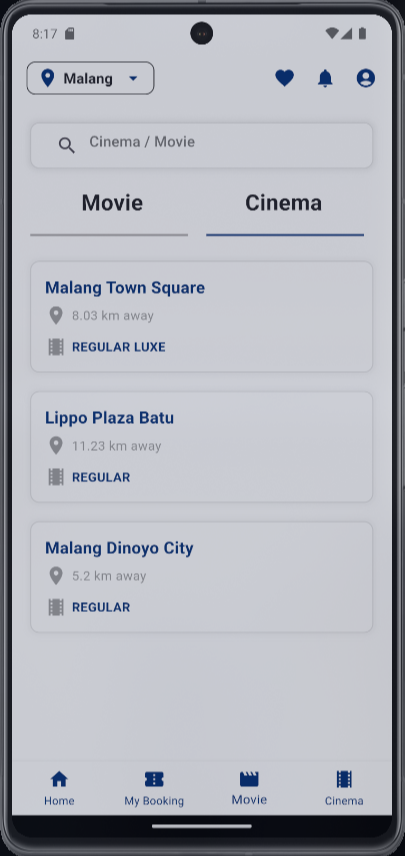 8:17
Malang
Cinema / Movie
Movie Cinema
Malang Town Square
8.03 km away
REGULAR LUXE
Lippo Plaza Batu
11.23 km away
REGULAR
Malang Dinoyo City
5.2 km away
REGULAR
Home My Booking Movie Cinema